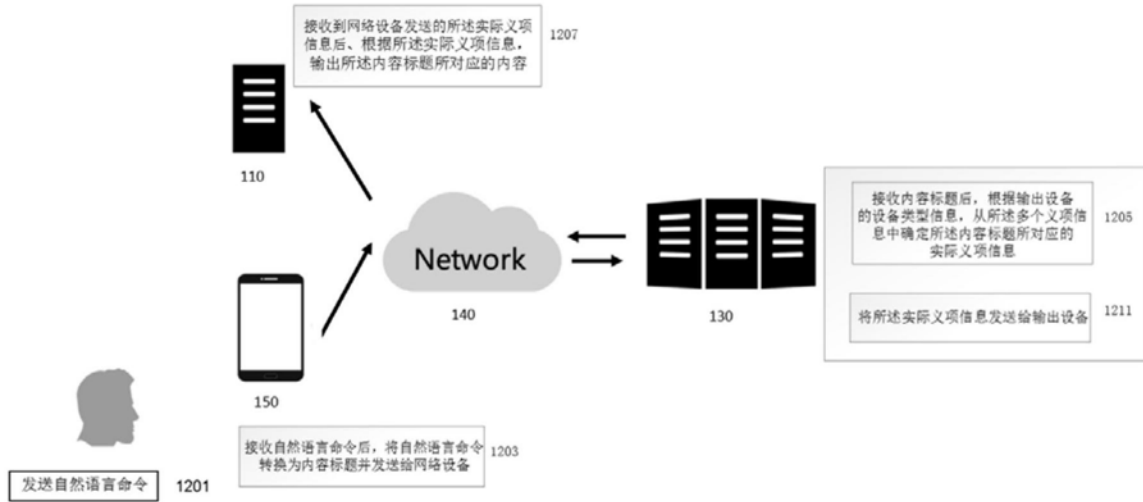 接收到网络设备发送的所述实际义项
信息后、根据所述实际义项信息，
输出所述内容标题所对应的内容
1207
110
接收内容标题后，根据输出设备
的设备类型信息，从所述多个义项信
息中确定所述内容标题所对应的
实际义项信息
1205
Network
140
130
将所述实际义项信息发送给输出设备
1211
150
接收自然语言命令后，将自然语言命令
转换为内容标题并发送给网络设备
1203
发送自然语言命令
1201